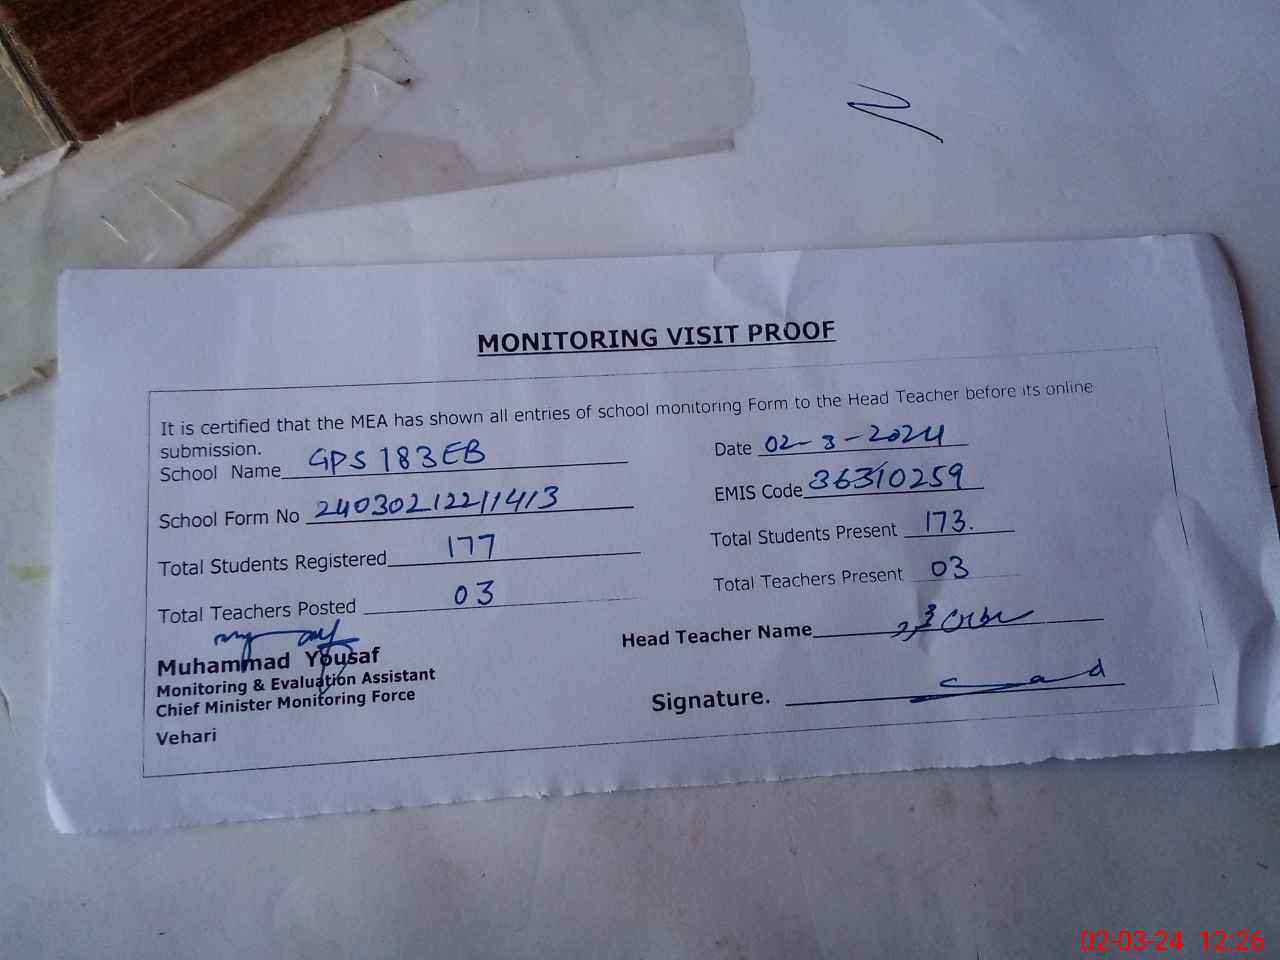 MONITORING VISIT PROOF
It is certified that the MEA has shown all entries of school monitoring Form to the Head Teacher before its online
submission.
School Name GPS 183EB
Date 02-3-2024
School Form No 24030212211413
EMIS Code 36310259
Total Students Registered 177
Total Students Present 173.
Total Teachers Posted 03
Total Teachers Present 03
Head Teacher Name
Muhammad Yousaf
Monitoring & Evaluation Assistant
Chief Minister Monitoring Force
Signature.
Vehari
02-03-24 12:26